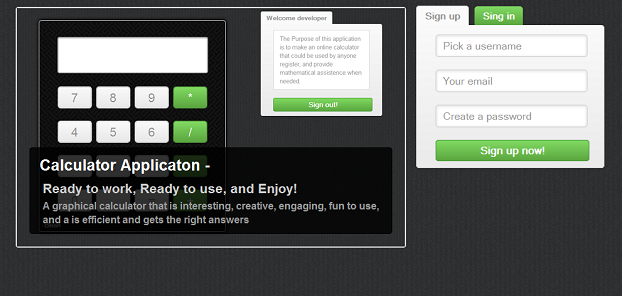 7 8 9 *
4 5 6 /
Calculator Applicaton -
Ready to work, Ready to use, and Enjoy!
A graphical calculator that is interesting, creative, engaging, fun to use,
and a is efficient and gets the right answers
Welcome developer
The Purpose of this application
is to make an online calculator
that could be used by anyone
register, and provide
mathematical assistence when
needed.
Sign out!
Sign up
Sing in
Pick a username
Your email
Create a password
Sign up now!